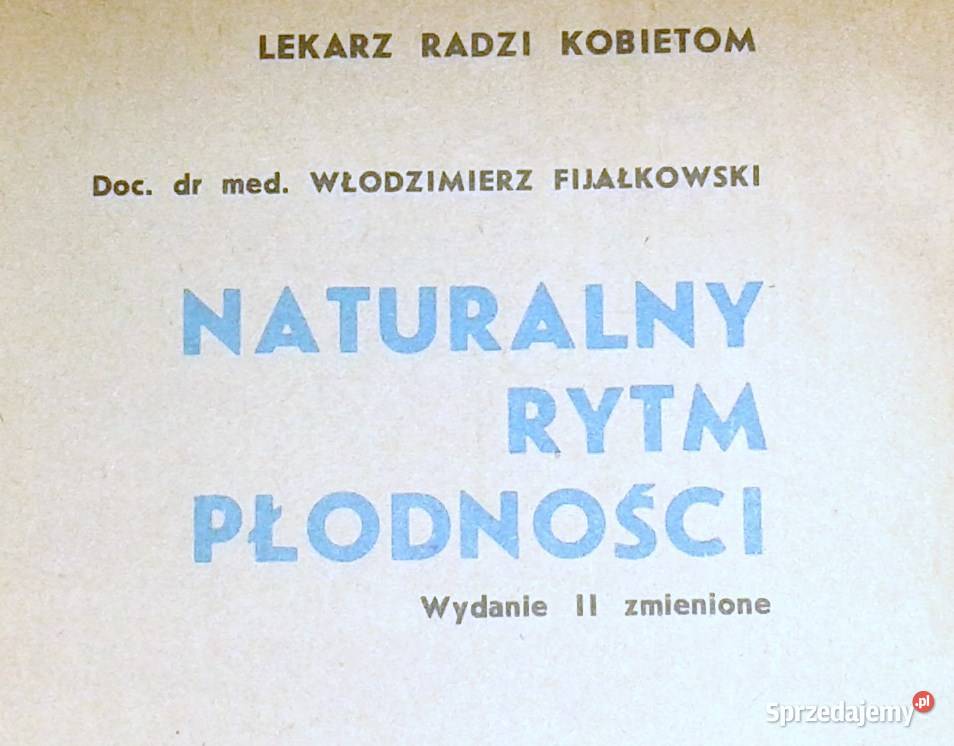 LEKARZ RADZI KOBIETOM
Doc. dr med. WŁODZIMIERZ FIJAŁKOWSKI
NATURALNY
RYTM
PŁODNOŚCI
Wydanie II zmienione
Sprzedajemy.pl